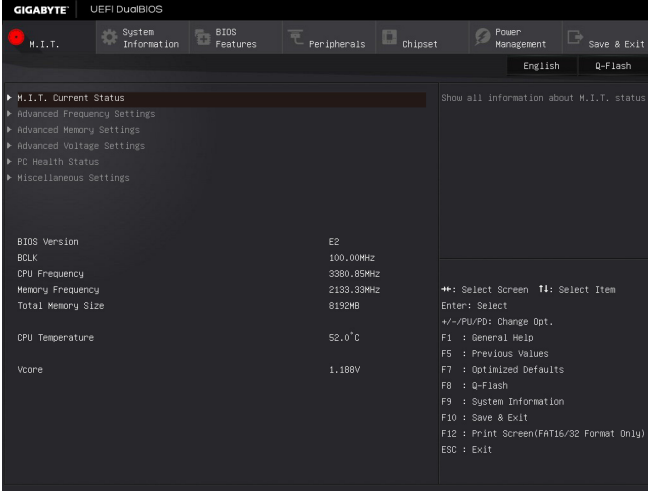 GIGABYTE™ UEFI DualBIOS
M.I.T.
System Information
BIOS Features
Peripherals
Chipset
Power Management
Save & Exit
English
Q-Flash
M.I.T. Current Status
Advanced Frequency Settings
Advanced Memory Settings
Advanced Voltage Settings
PC Health Status
Miscellaneous Settings
BIOS Version E2
BCLK 100.00MHz
CPU Frequency 3380.85MHz
Memory Frequency 2133.33MHz
Total Memory Size 8192MB
CPU Temperature 52.0°C
Vcore 1.188V
Show all information about M.I.T. status
→←: Select Screen ↑↓: Select Item
Enter: Select
+/-/PU/PD: Change Opt.
F1 : General Help
F5 : Previous Values
F7 : Optimized Defaults
F8 : Q-Flash
F9 : System Information
F10 : Save & Exit
F12 : Print Screen(FAT16/32 Format Only)
ESC : Exit